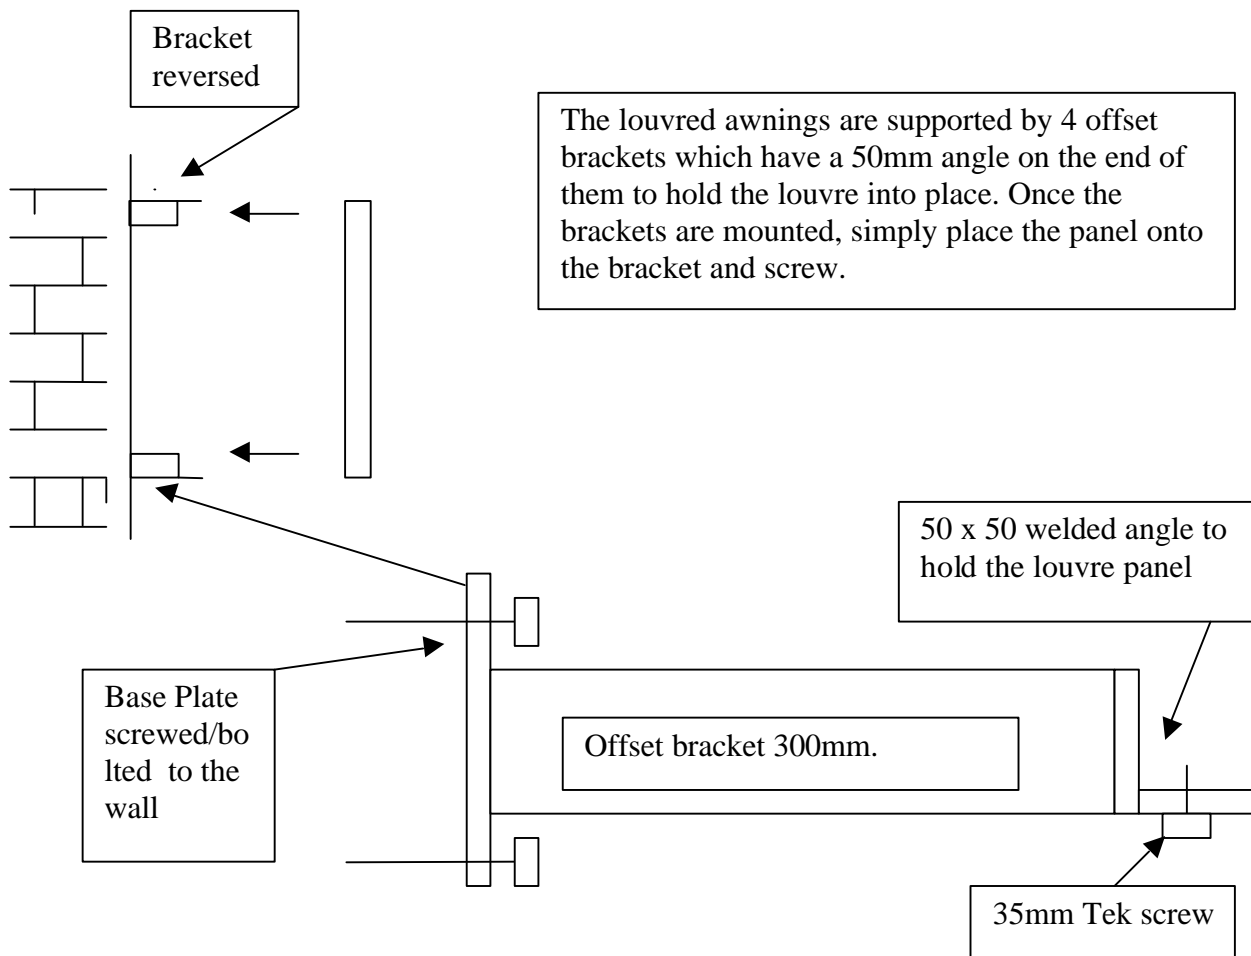 Bracket
reversed
The louvred awnings are supported by 4 offset
brackets which have a 50mm angle on the end of
them to hold the louvre into place. Once the
brackets are mounted, simply place the panel onto
the bracket and screw.
50 x 50 welded angle to
hold the louvre panel
Base Plate
screwed/bo
lted  to the
wall
Offset bracket 300mm.
35mm Tek screw